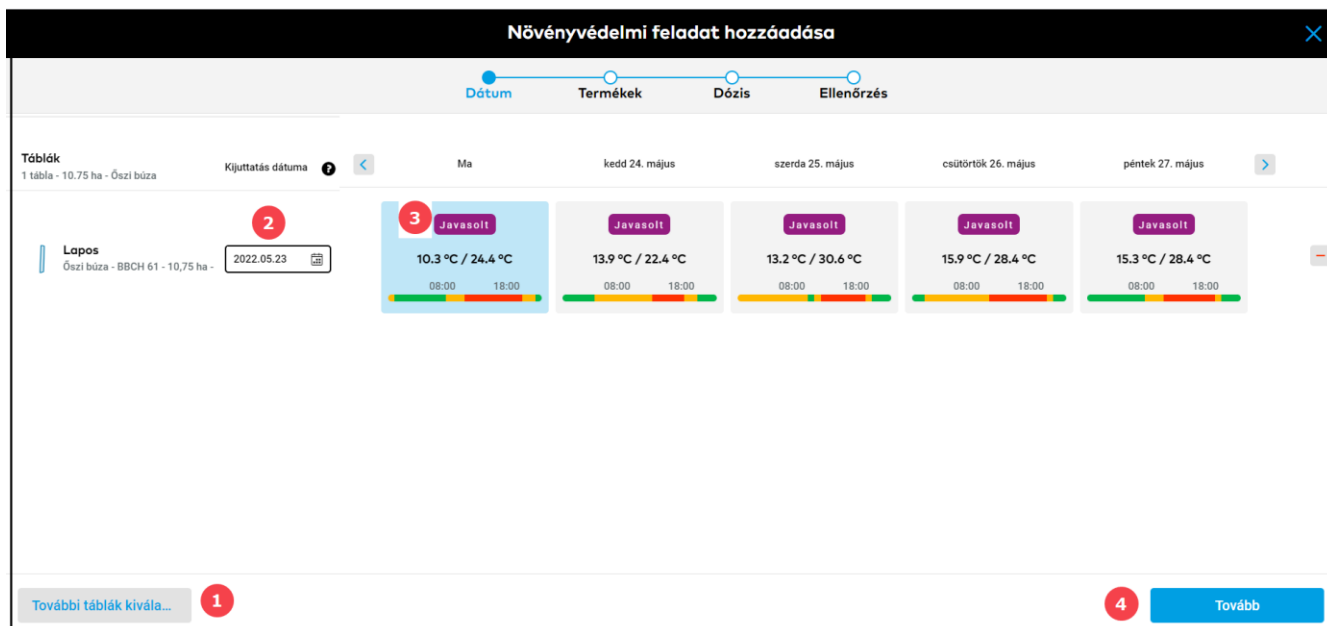 Növényvédelmi feladat hozzáadása
Dátum Termékek Dózis Ellenőrzés
Táblák
1 tábla - 10.75 ha - Őszi búza
Kijuttatás dátuma ?
Ma kedd 24. május szerda 25. május csütörtök 26. május péntek 27. május
2
3
Javasolt Javasolt Javasolt Javasolt Javasolt
Lapos
Őszi búza - BBCH 61 - 10,75 ha -
2022.05.23
10.3 °C / 24.4 °C 13.9 °C / 22.4 °C 13.2 °C / 30.6 °C 15.9 °C / 28.4 °C 15.3 °C / 28.4 °C
08:00 18:00 08:00 18:00 08:00 18:00 08:00 18:00 08:00 18:00
További táblák kivála... 1
4 Tovább